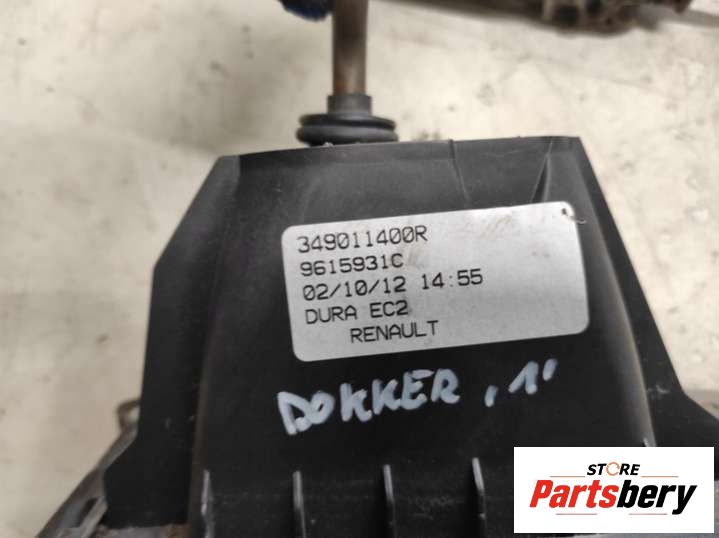 349011400R
9615931C
02/10/12 14:55
DURA EC2
RENAULT
DOKKER, "1"
STORE
Partsbery